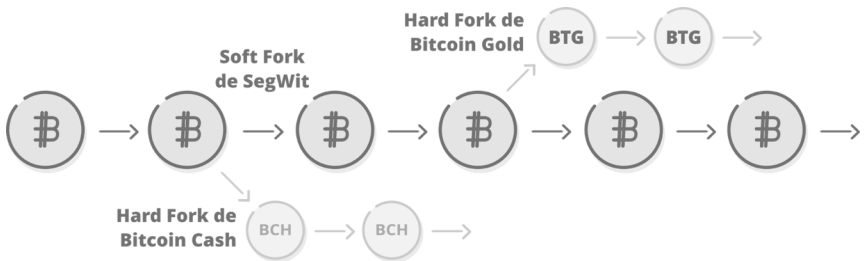 Hard Fork de
Bitcoin Gold
BTG
BTG
Soft Fork
de SegWit
Hard Fork de
Bitcoin Cash
BCH
BCH